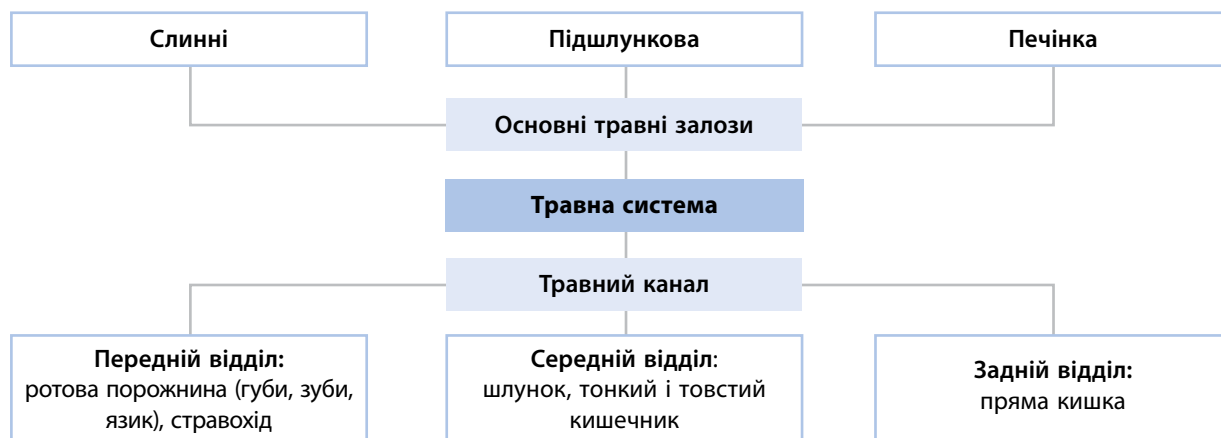 Слинні
Підшлункова
Печінка
Основні травні залози
Травна система
Травний канал
Передній відділ:
ротова порожнина (губи, зуби,
язик), стравохід
Середній відділ:
шлунок, тонкий і товстий
кишечник
Задній відділ:
пряма кишка